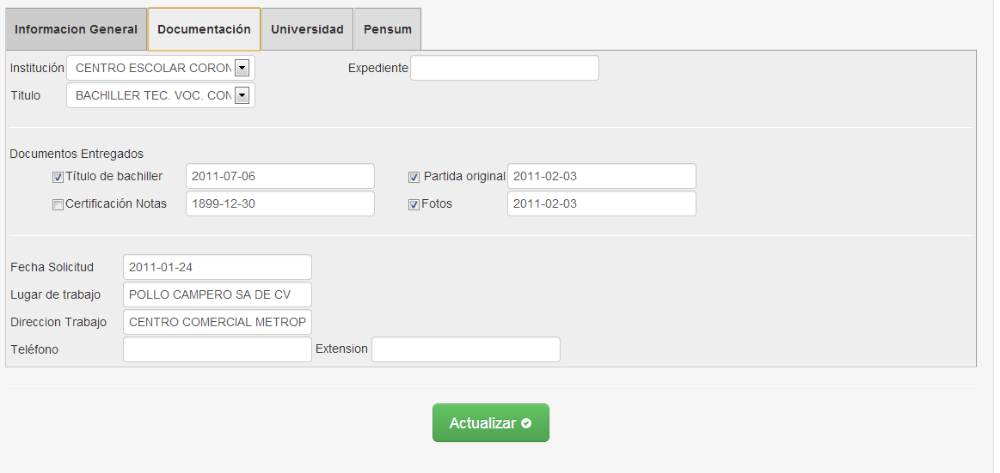 Informacion General Documentación Universidad Pensum
Institución CENTRO ESCOLAR CORON Expediente
Titulo BACHILLER TEC. VOC. CON
Documentos Entregados
Título de bachiller 2011-07-06 Partida original 2011-02-03
Certificación Notas 1899-12-30 Fotos 2011-02-03
Fecha Solicitud 2011-01-24
Lugar de trabajo POLLO CAMPERO SA DE CV
Direccion Trabajo CENTRO COMERCIAL METROP
Teléfono Extension
Actualizar